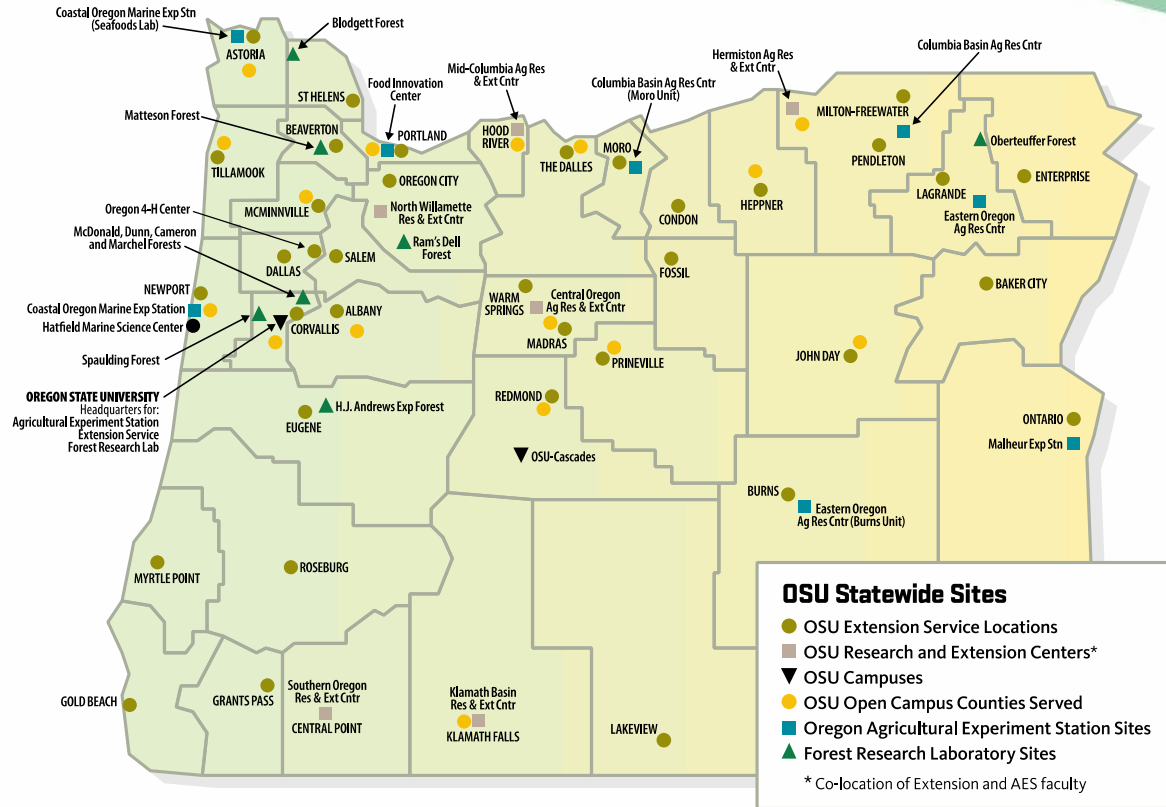 Coastal Oregon Marine Exp Stn
(Seafoods Lab)
Blodgett Forest
ASTORIA
Hermiston Ag Res
& Ext Cntr
Columbia Basin Ag Res Cntr
Mid-Columbia Ag Res
& Ext Cntr
Columbia Basin Ag Res Cntr
(Moro Unit)
Food Innovation
Center
ST HELENS
MILTON-FREEWATER
Matteson Forest
BEAVERTON
PORTLAND
HOOD
RIVER
THE DALLES
MORO
PENDLETON
Oberteuffer Forest
TILLAMOOK
OREGON CITY
LAGRANDE
ENTERPRISE
HEPPNER
Oregon 4-H Center
MCMINNVILLE
North Willamette
Res & Ext Cntr
CONDON
Eastern Oregon
Ag Res Cntr
McDonald, Dunn, Cameron
and Marchel Forests
Ram's Dell
Forest
DALLAS
SALEM
FOSSIL
NEWPORT
BAKER CITY
Coastal Oregon Marine Exp Station
Hatfield Marine Science Center
ALBANY
CORVALLIS
WARM
SPRINGS
Central Oregon
Ag Res & Ext Cntr
MADRAS
Spaulding Forest
PRINEVILLE
JOHN DAY
OREGON STATE UNIVERSITY
Headquarters for:
Agricultural Experiment Station
Extension Service
Forest Research Lab
H.J. Andrews Exp Forest
EUGENE
REDMOND
ONTARIO
Malheur Exp Stn
OSU-Cascades
BURNS
Eastern Oregon
Ag Res Cntr (Burns Unit)
MYRTLE POINT
ROSEBURG
GOLD BEACH
GRANTS PASS
Southern Oregon
Res & Ext Cntr
CENTRAL POINT
Klamath Basin
Res & Ext Cntr
KLAMATH FALLS
LAKEVIEW
OSU Statewide Sites
OSU Extension Service Locations
OSU Research and Extension Centers*
OSU Campuses
OSU Open Campus Counties Served
Oregon Agricultural Experiment Station Sites
Forest Research Laboratory Sites
* Co-location of Extension and AES faculty